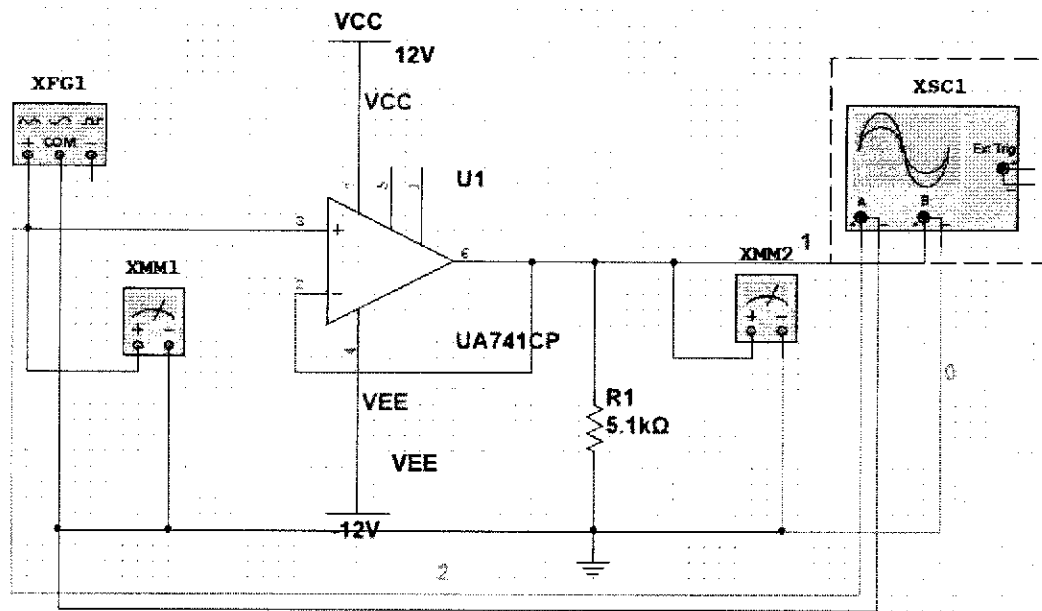 VCC
12V
XFG1
VCC
XSC1
+ COM −
Ext Trig
U1
A
B
3
+
6
1
XMM1
XMM2
2
−
+ −
+ −
UA741CP
4
0
VEE
R1
5.1kΩ
VEE
-12V
2